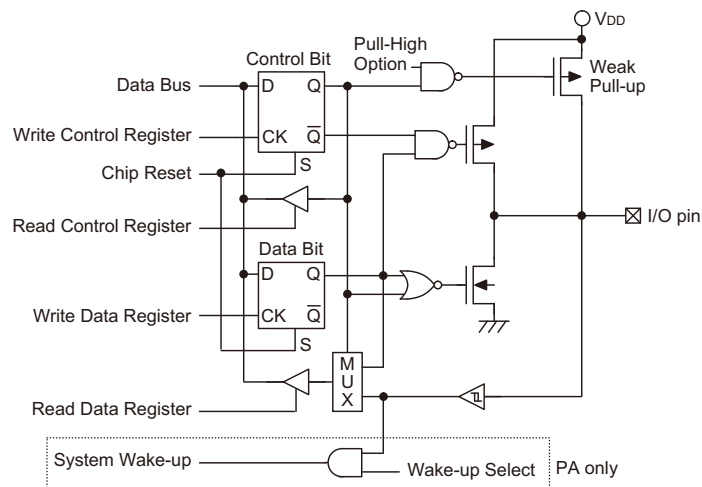 VDD
Control Bit
Pull-High
Option
Weak
Pull-up
Data Bus
D
Q
Write Control Register
CK
Q
S
Chip Reset
I/O pin
Read Control Register
Data Bit
D
Q
Write Data Register
CK
Q
S
M
U
X
Read Data Register
System Wake-up
Wake-up Select
PA only